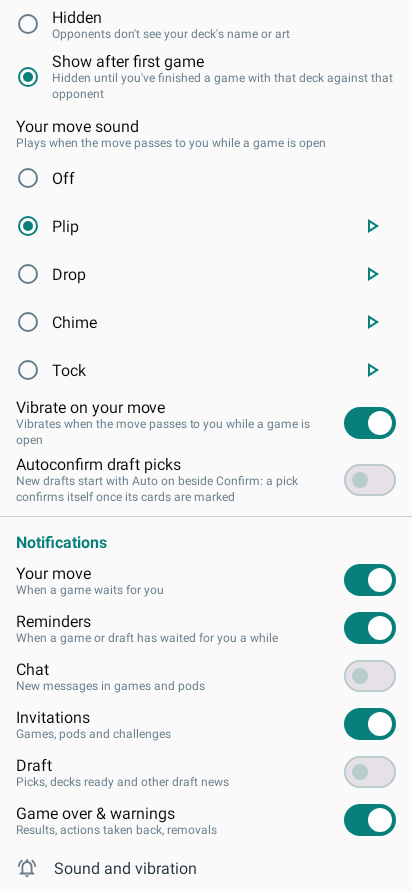 Hidden
Opponents don't see your deck's name or art
Show after first game
Hidden until you've finished a game with that deck against that
opponent
Your move sound
Plays when the move passes to you while a game is open
Off
Plip
Drop
Chime
Tock
Vibrate on your move
Vibrates when the move passes to you while a game is
open
Autoconfirm draft picks
New drafts start with Auto on beside Confirm: a pick
confirms itself once its cards are marked
Notifications
Your move
When a game waits for you
Reminders
When a game or draft has waited for you a while
Chat
New messages in games and pods
Invitations
Games, pods and challenges
Draft
Picks, decks ready and other draft news
Game over & warnings
Results, actions taken back, removals
Sound and vibration